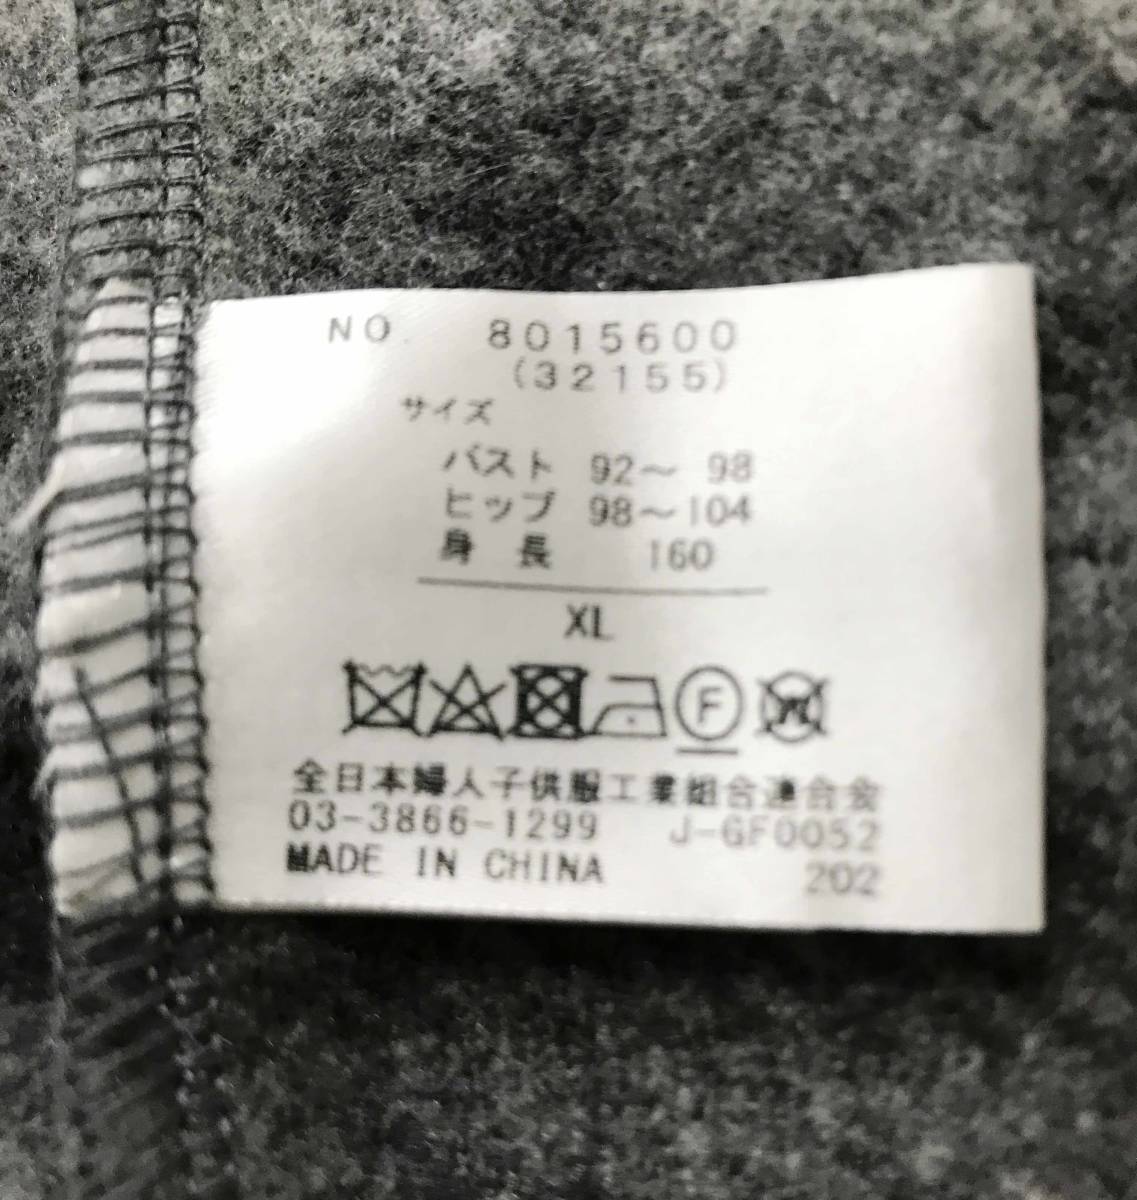 NO. 8015600
(32155)
サイズ
バスト 92〜 98
ヒップ 98〜104
身 長 160
XL
F W
全日本婦人子供服工業組合連合会
03-3866-1299 J-GF0052
MADE IN CHINA 202